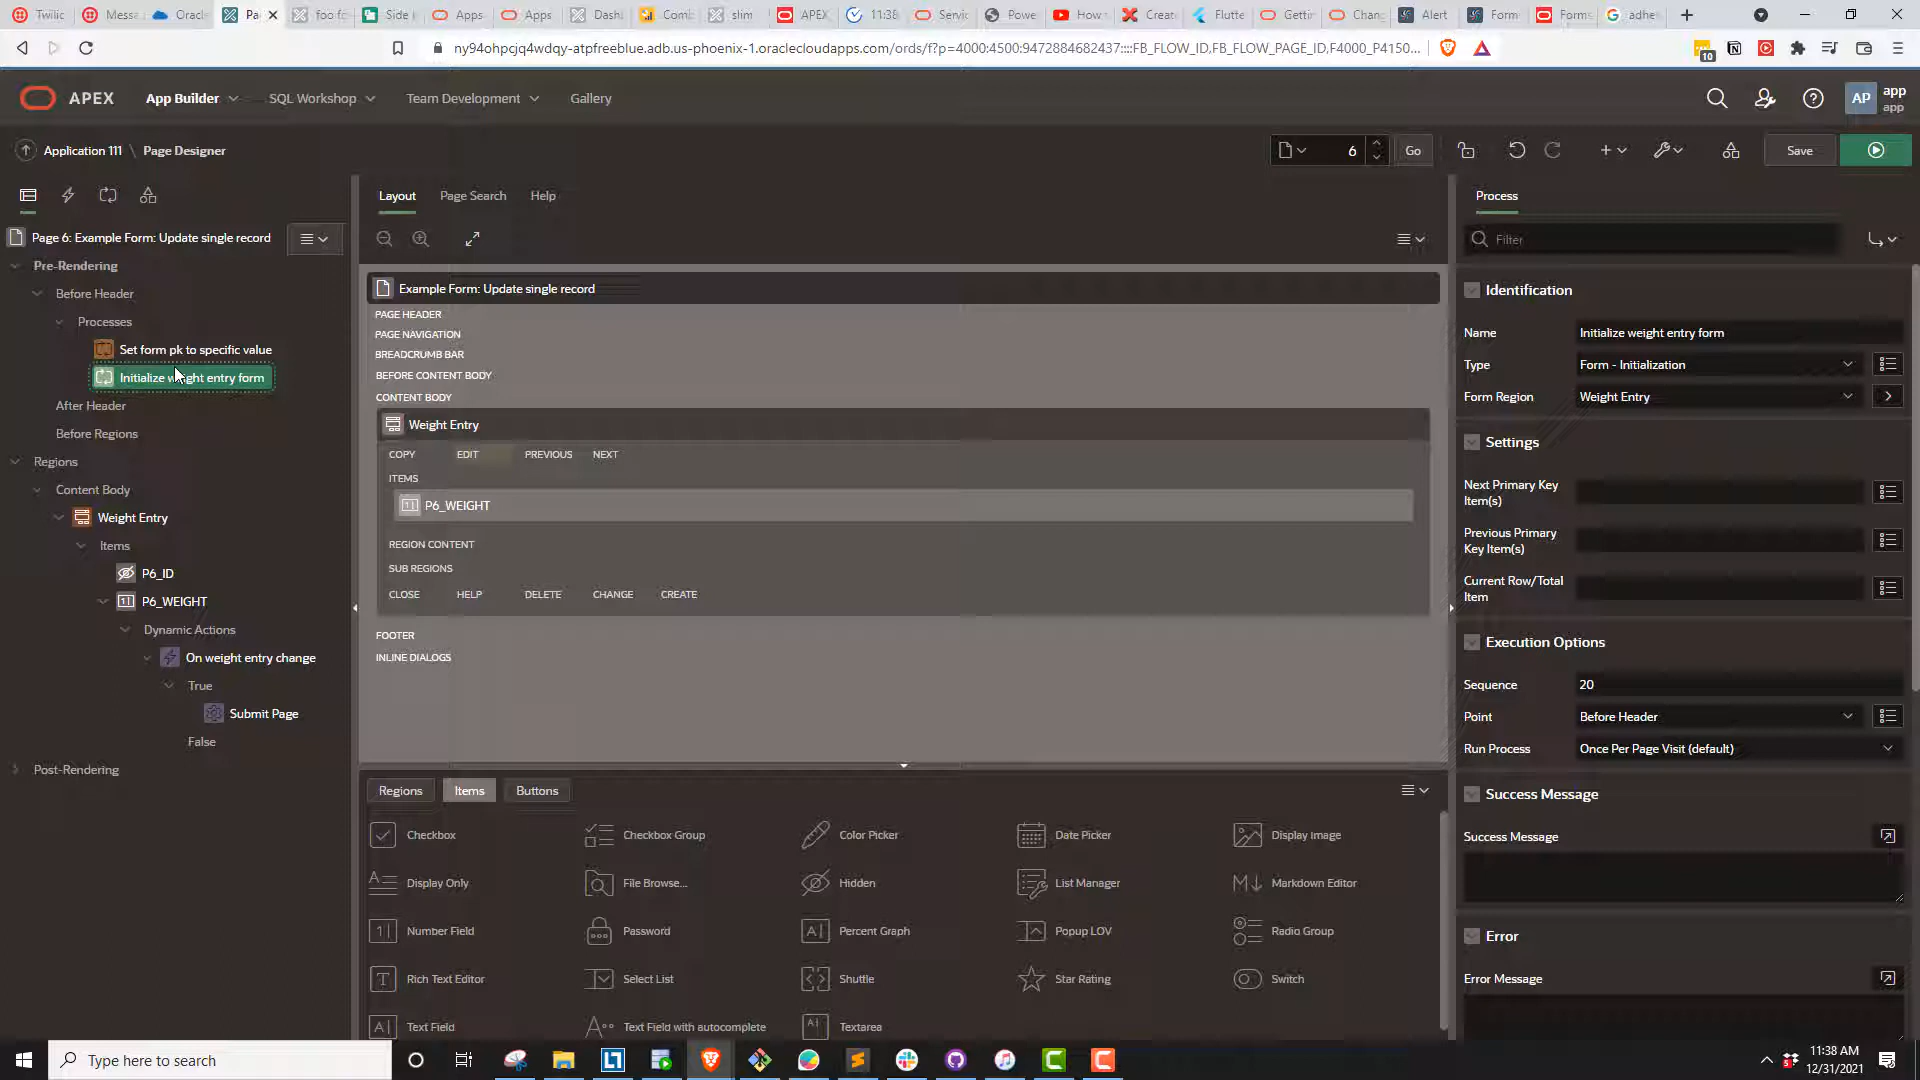 Twilic
Messa
Oracl
Pa
foo fc
Side
Apps
Apps
Dash
Comi
slim
APEX
11:38
Servic
Powe
How
Creat
Flutte
Gettir
Chan
Alert
Form
Forms
adhe
ny94ohpcjq4wdqy-atpfreeblue.adb.us-phoenix-1.oraclecloudapps.com/ords/f?p=4000:4500:9472884682437::::FB_FLOW_ID,FB_FLOW_PAGE_ID,F4000_P4150...
10
APEX
App Builder
SQL Workshop
Team Development
Gallery
AP
app
app
Application 111 \ Page Designer
6
Go
Save
Page 6: Example Form: Update single record
Pre-Rendering
Before Header
Processes
Set form pk to specific value
Initialize weight entry form
After Header
Before Regions
Regions
Content Body
Weight Entry
Items
P6_ID
P6_WEIGHT
Dynamic Actions
On weight entry change
True
Submit Page
False
Post-Rendering
Layout
Page Search
Help
Example Form: Update single record
PAGE HEADER
PAGE NAVIGATION
BREADCRUMB BAR
BEFORE CONTENT BODY
CONTENT BODY
Weight Entry
COPY EDIT PREVIOUS NEXT
ITEMS
P6_WEIGHT
REGION CONTENT
SUB REGIONS
CLOSE HELP DELETE CHANGE CREATE
FOOTER
INLINE DIALOGS
Regions Items Buttons
Checkbox Checkbox Group Color Picker Date Picker Display Image
Display Only File Browse... Hidden List Manager Markdown Editor
Number Field Password Percent Graph Popup LOV Radio Group
Rich Text Editor Select List Shuttle Star Rating Switch
Text Field Text Field with autocomplete Textarea
Process
Filter
Identification
Name Initialize weight entry form
Type Form - Initialization
Form Region Weight Entry
Settings
Next Primary Key
Item(s)
Previous Primary
Key Item(s)
Current Row/Total
Item
Execution Options
Sequence 20
Point Before Header
Run Process Once Per Page Visit (default)
Success Message
Success Message
Error
Error Message
Type here to search
11:38 AM
12/31/2021